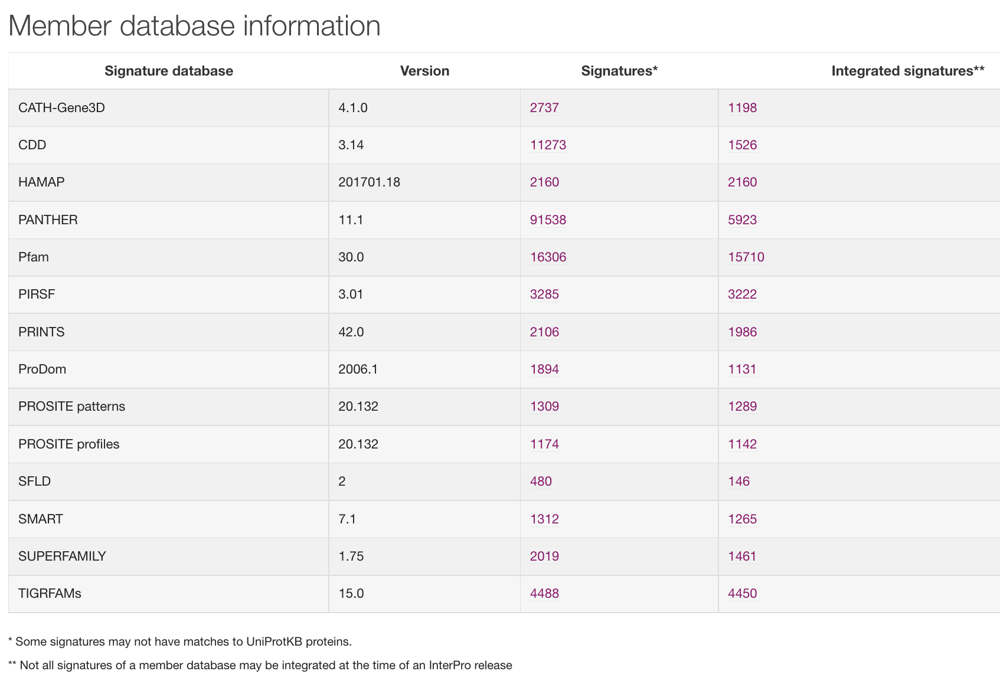 Member database information
Signature database Version Signatures* Integrated signatures**
CATH-Gene3D 4.1.0 2737 1198
CDD 3.14 11273 1526
HAMAP 201701.18 2160 2160
PANTHER 11.1 91538 5923
Pfam 30.0 16306 15710
PIRSF 3.01 3285 3222
PRINTS 42.0 2106 1986
ProDom 2006.1 1894 1131
PROSITE patterns 20.132 1309 1289
PROSITE profiles 20.132 1174 1142
SFLD 2 480 146
SMART 7.1 1312 1265
SUPERFAMILY 1.75 2019 1461
TIGRFAMs 15.0 4488 4450
* Some signatures may not have matches to UniProtKB proteins.
** Not all signatures of a member database may be integrated at the time of an InterPro release